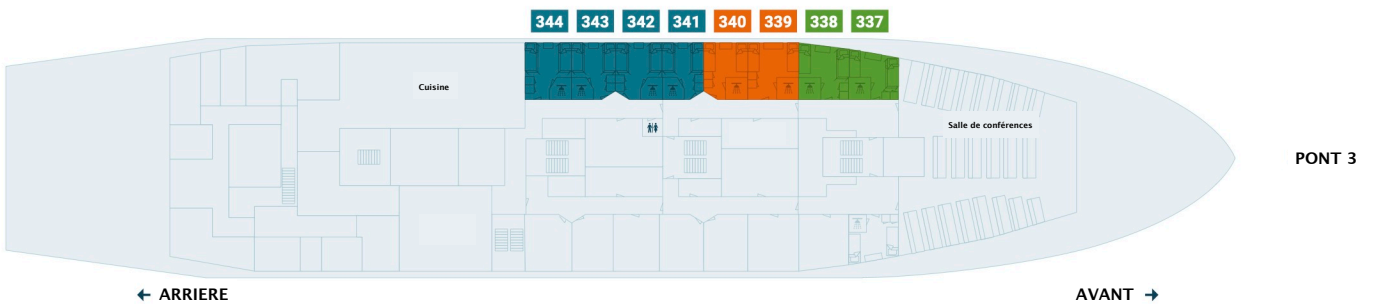 344 343 342 341 340 339 338 337
Cuisine
Salle de conférences
PONT 3
← ARRIERE
AVANT →